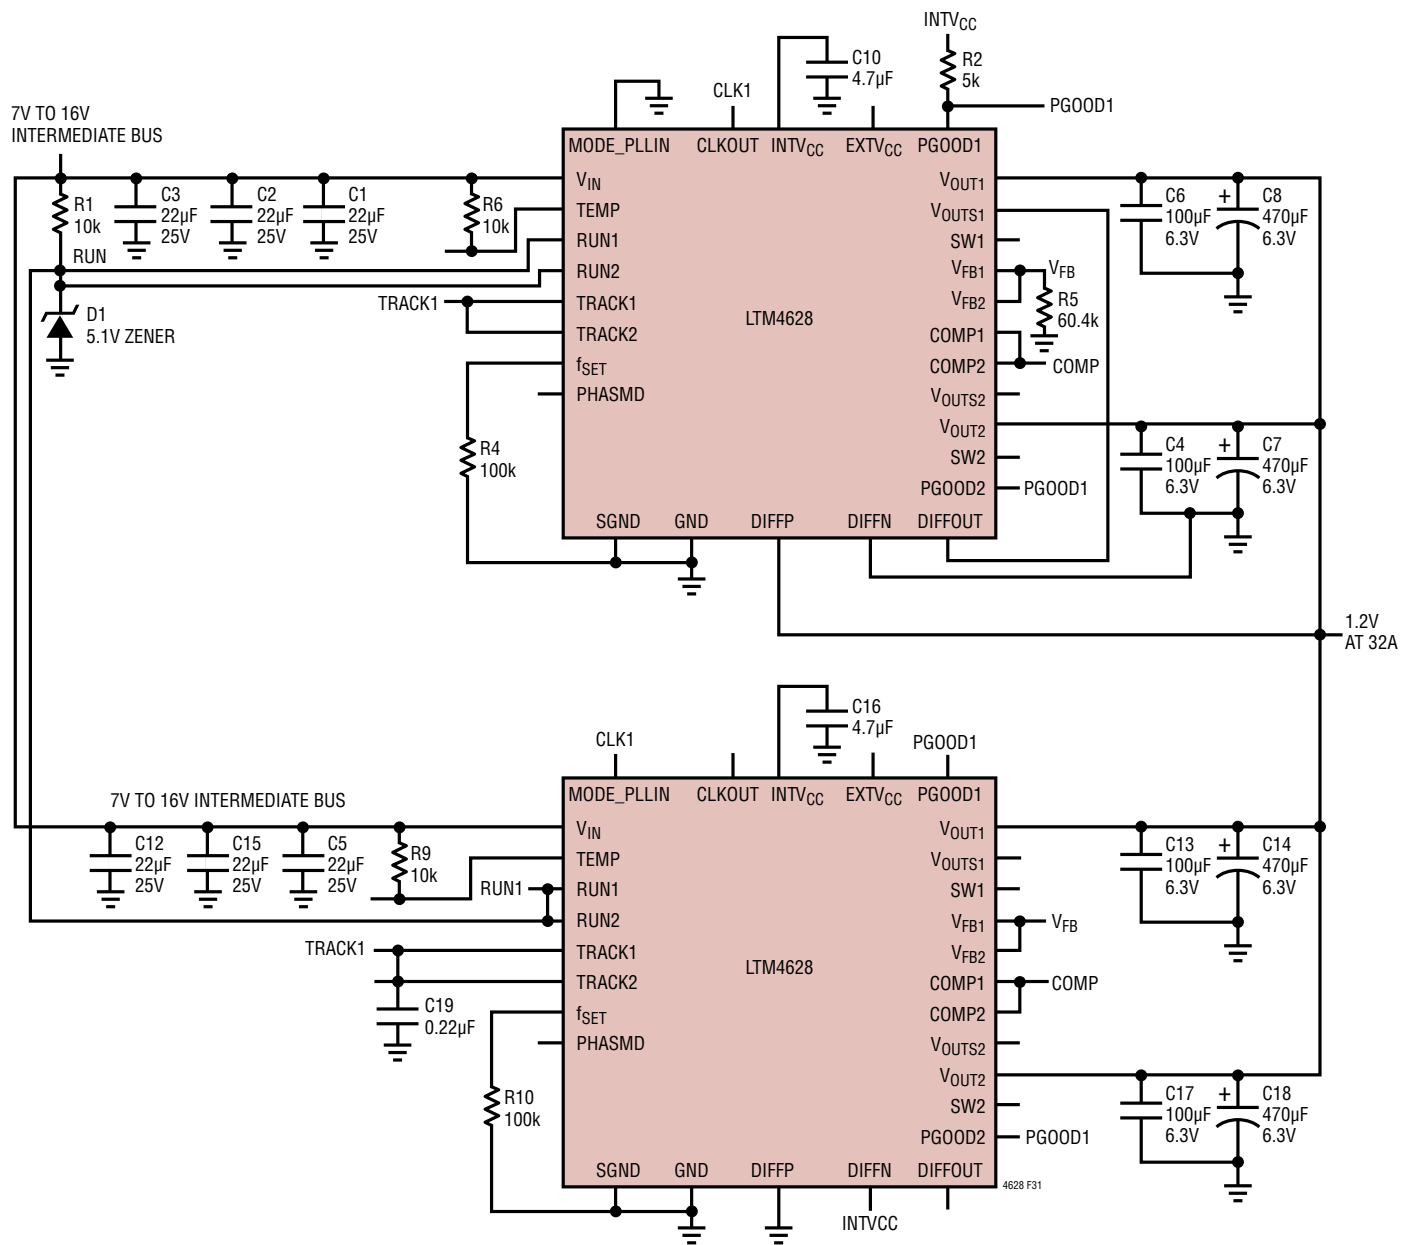 INTVCC
C10
4.7µF
R2
5k
CLK1
PGOOD1
7V TO 16V
INTERMEDIATE BUS
MODE_PLLIN
CLKOUT
INTVCC
EXTVCC
PGOOD1
R1
10k
C3
22µF
25V
C2
22µF
25V
C1
22µF
25V
R6
10k
RUN
D1
5.1V ZENER
TRACK1
R4
100k
VIN
TEMP
RUN1
RUN2
TRACK1
TRACK2
fSET
PHASMD
LTM4628
VOUT1
VOUTS1
SW1
VFB1
VFB2
COMP1
COMP2
VOUTS2
VOUT2
SW2
PGOOD2
SGND
GND
DIFFP
DIFFN
DIFFOUT
VFB
R5
60.4k
COMP
PGOOD1
C6
100µF
6.3V
+
C8
470µF
6.3V
C4
100µF
6.3V
+
C7
470µF
6.3V
1.2V
AT 32A
C16
4.7µF
CLK1
PGOOD1
MODE_PLLIN
CLKOUT
INTVCC
EXTVCC
PGOOD1
7V TO 16V INTERMEDIATE BUS
C12
22µF
25V
C15
22µF
25V
C5
22µF
25V
R9
10k
RUN1
TRACK1
C19
0.22µF
R10
100k
VIN
TEMP
RUN1
RUN2
TRACK1
TRACK2
fSET
PHASMD
LTM4628
VOUT1
VOUTS1
SW1
VFB1
VFB2
COMP1
COMP2
VOUTS2
VOUT2
SW2
PGOOD2
SGND
GND
DIFFP
DIFFN
DIFFOUT
VFB
COMP
PGOOD1
C13
100µF
6.3V
+
C14
470µF
6.3V
C17
100µF
6.3V
+
C18
470µF
6.3V
4628 F31
INTVCC